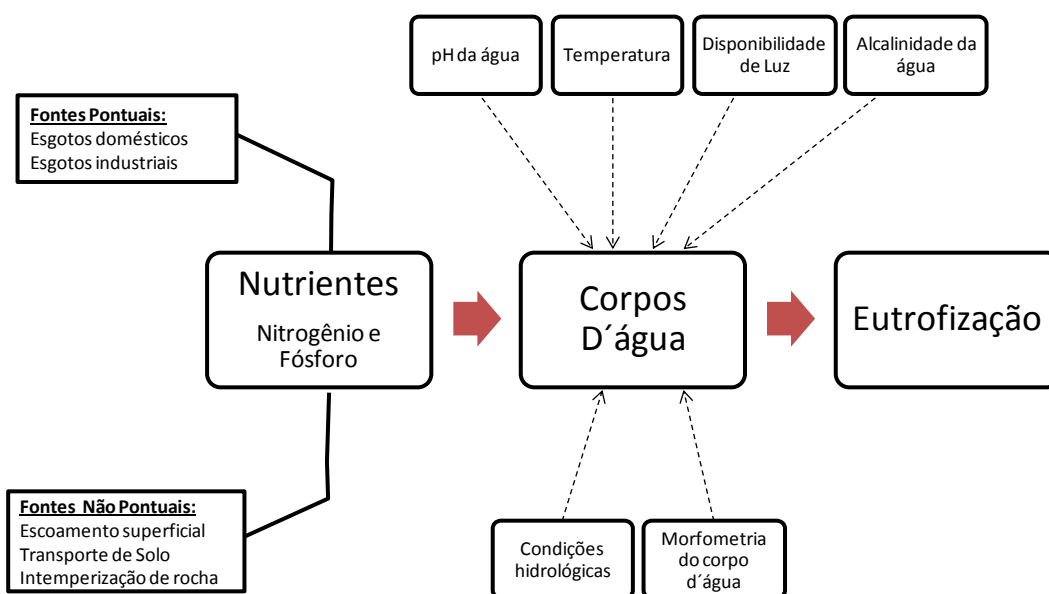 pH da água
Temperatura
Disponibilidade
de Luz
Alcalinidade da
água
Fontes Pontuais:
Esgotos domésticos
Esgotos industriais
Nutrientes
Nitrogênio e
Fósforo
Corpos
D´água
Eutrofização
Fontes Não Pontuais:
Escoamento superficial
Transporte de Solo
Intemperização de rocha
Condições
hidrológicas
Morfometria
do corpo
d´água